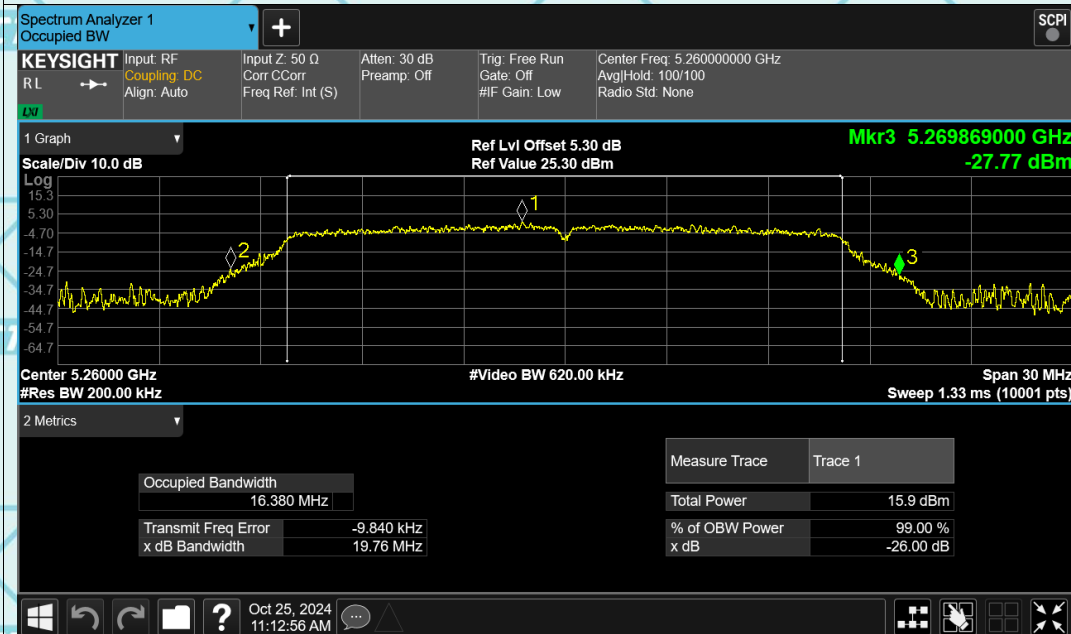 Spectrum Analyzer 1
Occupied BW
+
SCPI
KEYSIGHT
RL
LXI
Input: RF
Coupling: DC
Align: Auto
Input Z: 50 Ω
Corr CCorr
Freq Ref: Int (S)
Atten: 30 dB
Preamp: Off
Trig: Free Run
Gate: Off
#IF Gain: Low
Center Freq: 5.260000000 GHz
Avg|Hold: 100/100
Radio Std: None
1 Graph
Scale/Div 10.0 dB
Ref Lvl Offset 5.30 dB
Ref Value 25.30 dBm
Mkr3 5.269869000 GHz
-27.77 dBm
Log
15.3
5.30
-4.70
-14.7
-24.7
-34.7
-44.7
-54.7
-64.7
1
2
3
Center 5.26000 GHz
#Video BW 620.00 kHz
Span 30 MHz
#Res BW 200.00 kHz
Sweep 1.33 ms (10001 pts)
2 Metrics
Occupied Bandwidth
16.380 MHz
Transmit Freq Error -9.840 kHz
x dB Bandwidth 19.76 MHz
Measure Trace Trace 1
Total Power 15.9 dBm
% of OBW Power 99.00 %
x dB -26.00 dB
?
Oct 25, 2024
11:12:56 AM